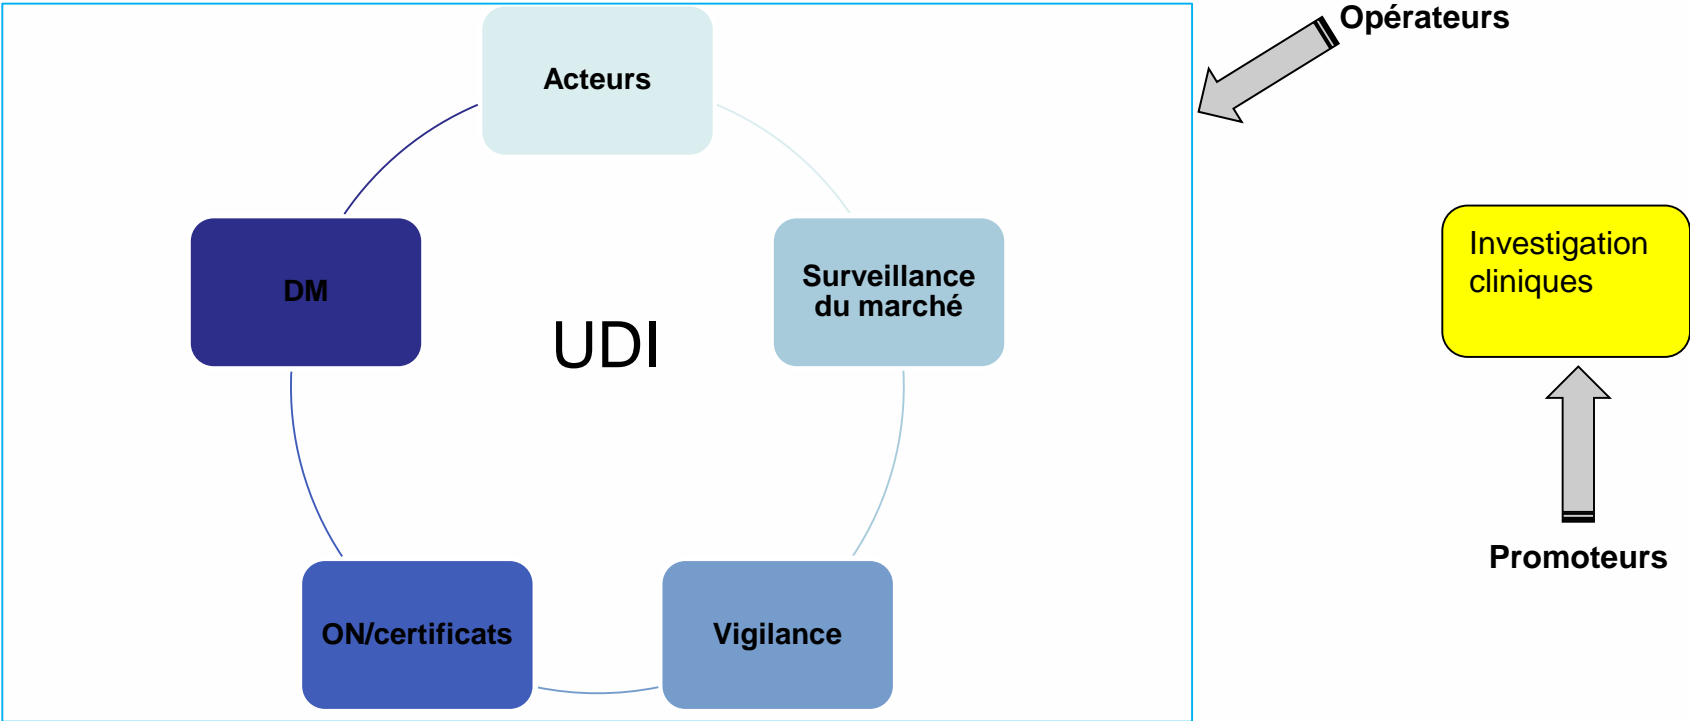 Opérateurs
Acteurs
DM
Surveillance
du marché
UDI
Investigation
cliniques
ON/certificats
Vigilance
Promoteurs